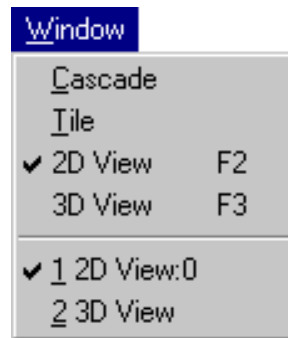 Window
Cascade
Tile
✔ 2D View F2
3D View F3
✔ 1 2D View:0
2 3D View